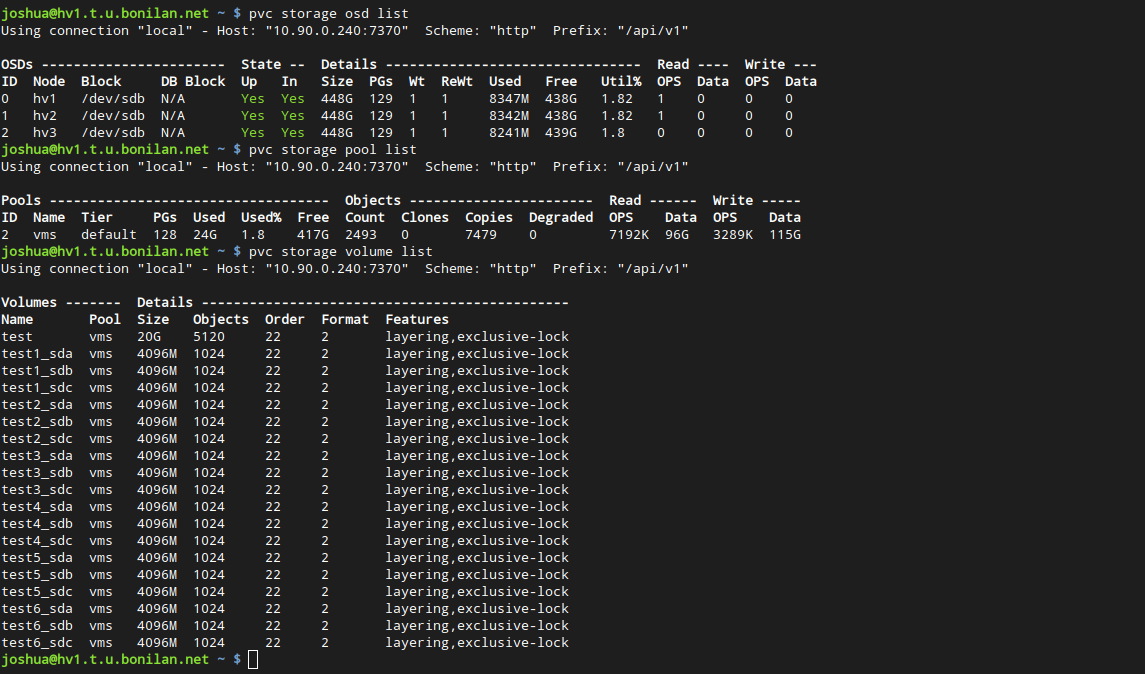 joshua@hv1.t.u.bonilan.net ~ $ pvc storage osd list
Using connection "local" - Host: "10.90.0.240:7370"  Scheme: "http"  Prefix: "/api/v1"

OSDs -----------------------  State --  Details --------------------------------  Read ----  Write ---
ID  Node  Block      DB Block  Up   In   Size  PGs  Wt  ReWt  Used   Free   Util%  OPS  Data  OPS  Data
0   hv1   /dev/sdb  N/A       Yes  Yes  448G  129  1   1     8347M  438G   1.82   1    0     0    0
1   hv2   /dev/sdb  N/A       Yes  Yes  448G  129  1   1     8342M  438G   1.82   1    0     0    0
2   hv3   /dev/sdb  N/A       Yes  Yes  448G  129  1   1     8241M  439G   1.8    0    0     0    0
joshua@hv1.t.u.bonilan.net ~ $ pvc storage pool list
Using connection "local" - Host: "10.90.0.240:7370"  Scheme: "http"  Prefix: "/api/v1"

Pools -----------------------------------  Objects -----------------------  Read ------  Write -----
ID  Name  Tier     PGs  Used  Used%  Free  Count  Clones  Copies  Degraded  OPS    Data  OPS    Data
2   vms   default  128  24G   1.8    417G  2493   0       7479    0         7192K  96G   3289K  115G
joshua@hv1.t.u.bonilan.net ~ $ pvc storage volume list
Using connection "local" - Host: "10.90.0.240:7370"  Scheme: "http"  Prefix: "/api/v1"

Volumes -------  Details ----------------------------------------------
Name       Pool  Size   Objects  Order  Format  Features
test       vms   20G    5120     22     2       layering,exclusive-lock
test1_sda  vms   4096M  1024     22     2       layering,exclusive-lock
test1_sdb  vms   4096M  1024     22     2       layering,exclusive-lock
test1_sdc  vms   4096M  1024     22     2       layering,exclusive-lock
test2_sda  vms   4096M  1024     22     2       layering,exclusive-lock
test2_sdb  vms   4096M  1024     22     2       layering,exclusive-lock
test2_sdc  vms   4096M  1024     22     2       layering,exclusive-lock
test3_sda  vms   4096M  1024     22     2       layering,exclusive-lock
test3_sdb  vms   4096M  1024     22     2       layering,exclusive-lock
test3_sdc  vms   4096M  1024     22     2       layering,exclusive-lock
test4_sda  vms   4096M  1024     22     2       layering,exclusive-lock
test4_sdb  vms   4096M  1024     22     2       layering,exclusive-lock
test4_sdc  vms   4096M  1024     22     2       layering,exclusive-lock
test5_sda  vms   4096M  1024     22     2       layering,exclusive-lock
test5_sdb  vms   4096M  1024     22     2       layering,exclusive-lock
test5_sdc  vms   4096M  1024     22     2       layering,exclusive-lock
test6_sda  vms   4096M  1024     22     2       layering,exclusive-lock
test6_sdb  vms   4096M  1024     22     2       layering,exclusive-lock
test6_sdc  vms   4096M  1024     22     2       layering,exclusive-lock
joshua@hv1.t.u.bonilan.net ~ $